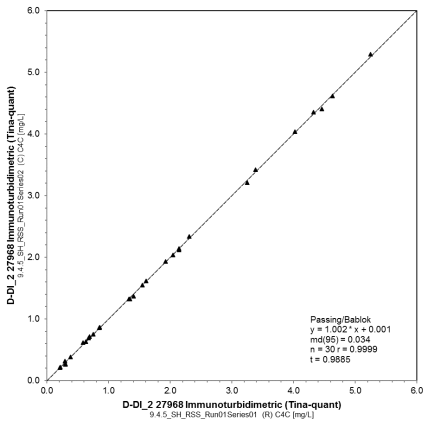 6.0
5.0
4.0
3.0
2.0
1.0
0.0
0.0
1.0
2.0
3.0
4.0
5.0
6.0
D-DI_2 27968 Immunoturbidimetric (Tina-quant)
9.4.5_SH_RSS_Run01Series02 (C) C4C [mg/L]
Passing/Bablok
y = 1.002 * x + 0.001
md(95) = 0.034
n = 30 r = 0.9999
t = 0.9885
D-DI_2 27968 Immunoturbidimetric (Tina-quant)
9.4.5_SH_RSS_Run01Series01 (R) C4C [mg/L]